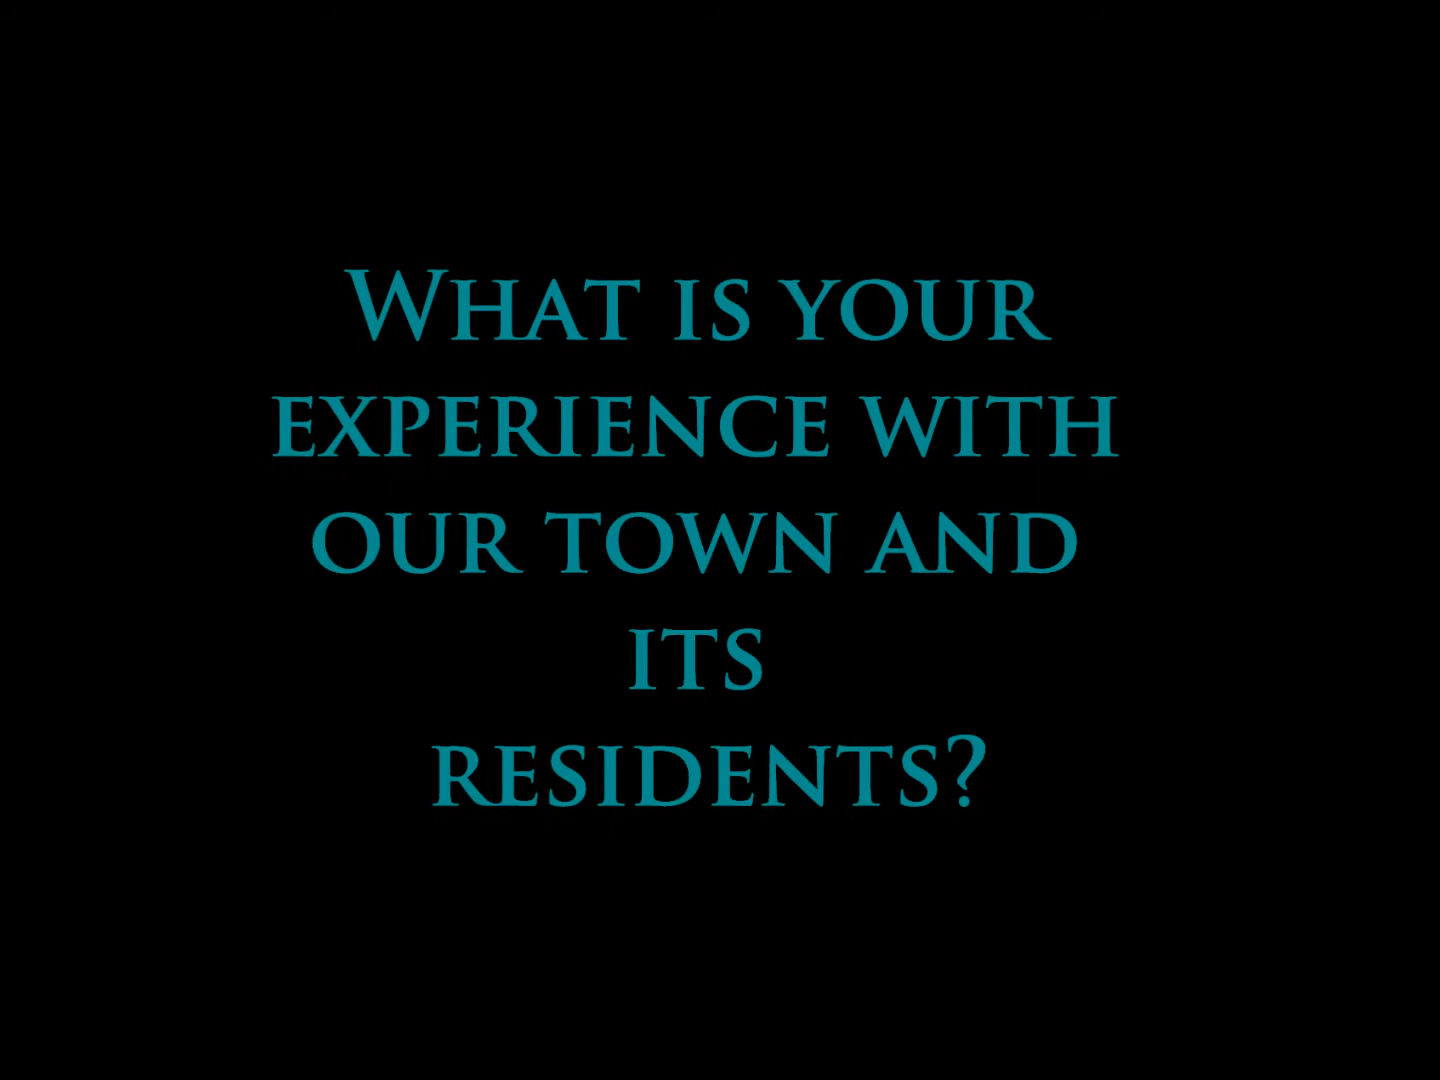 What is your
experience with
our town and
its
residents?